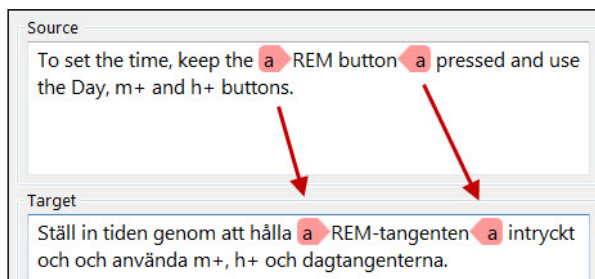 Source
To set the time, keep the a REM button a pressed and use
the Day, m+ and h+ buttons.
Target
Ställ in tiden genom att hålla a REM-tangenten a intryckt
och och använda m+, h+ och dagtangenterna.